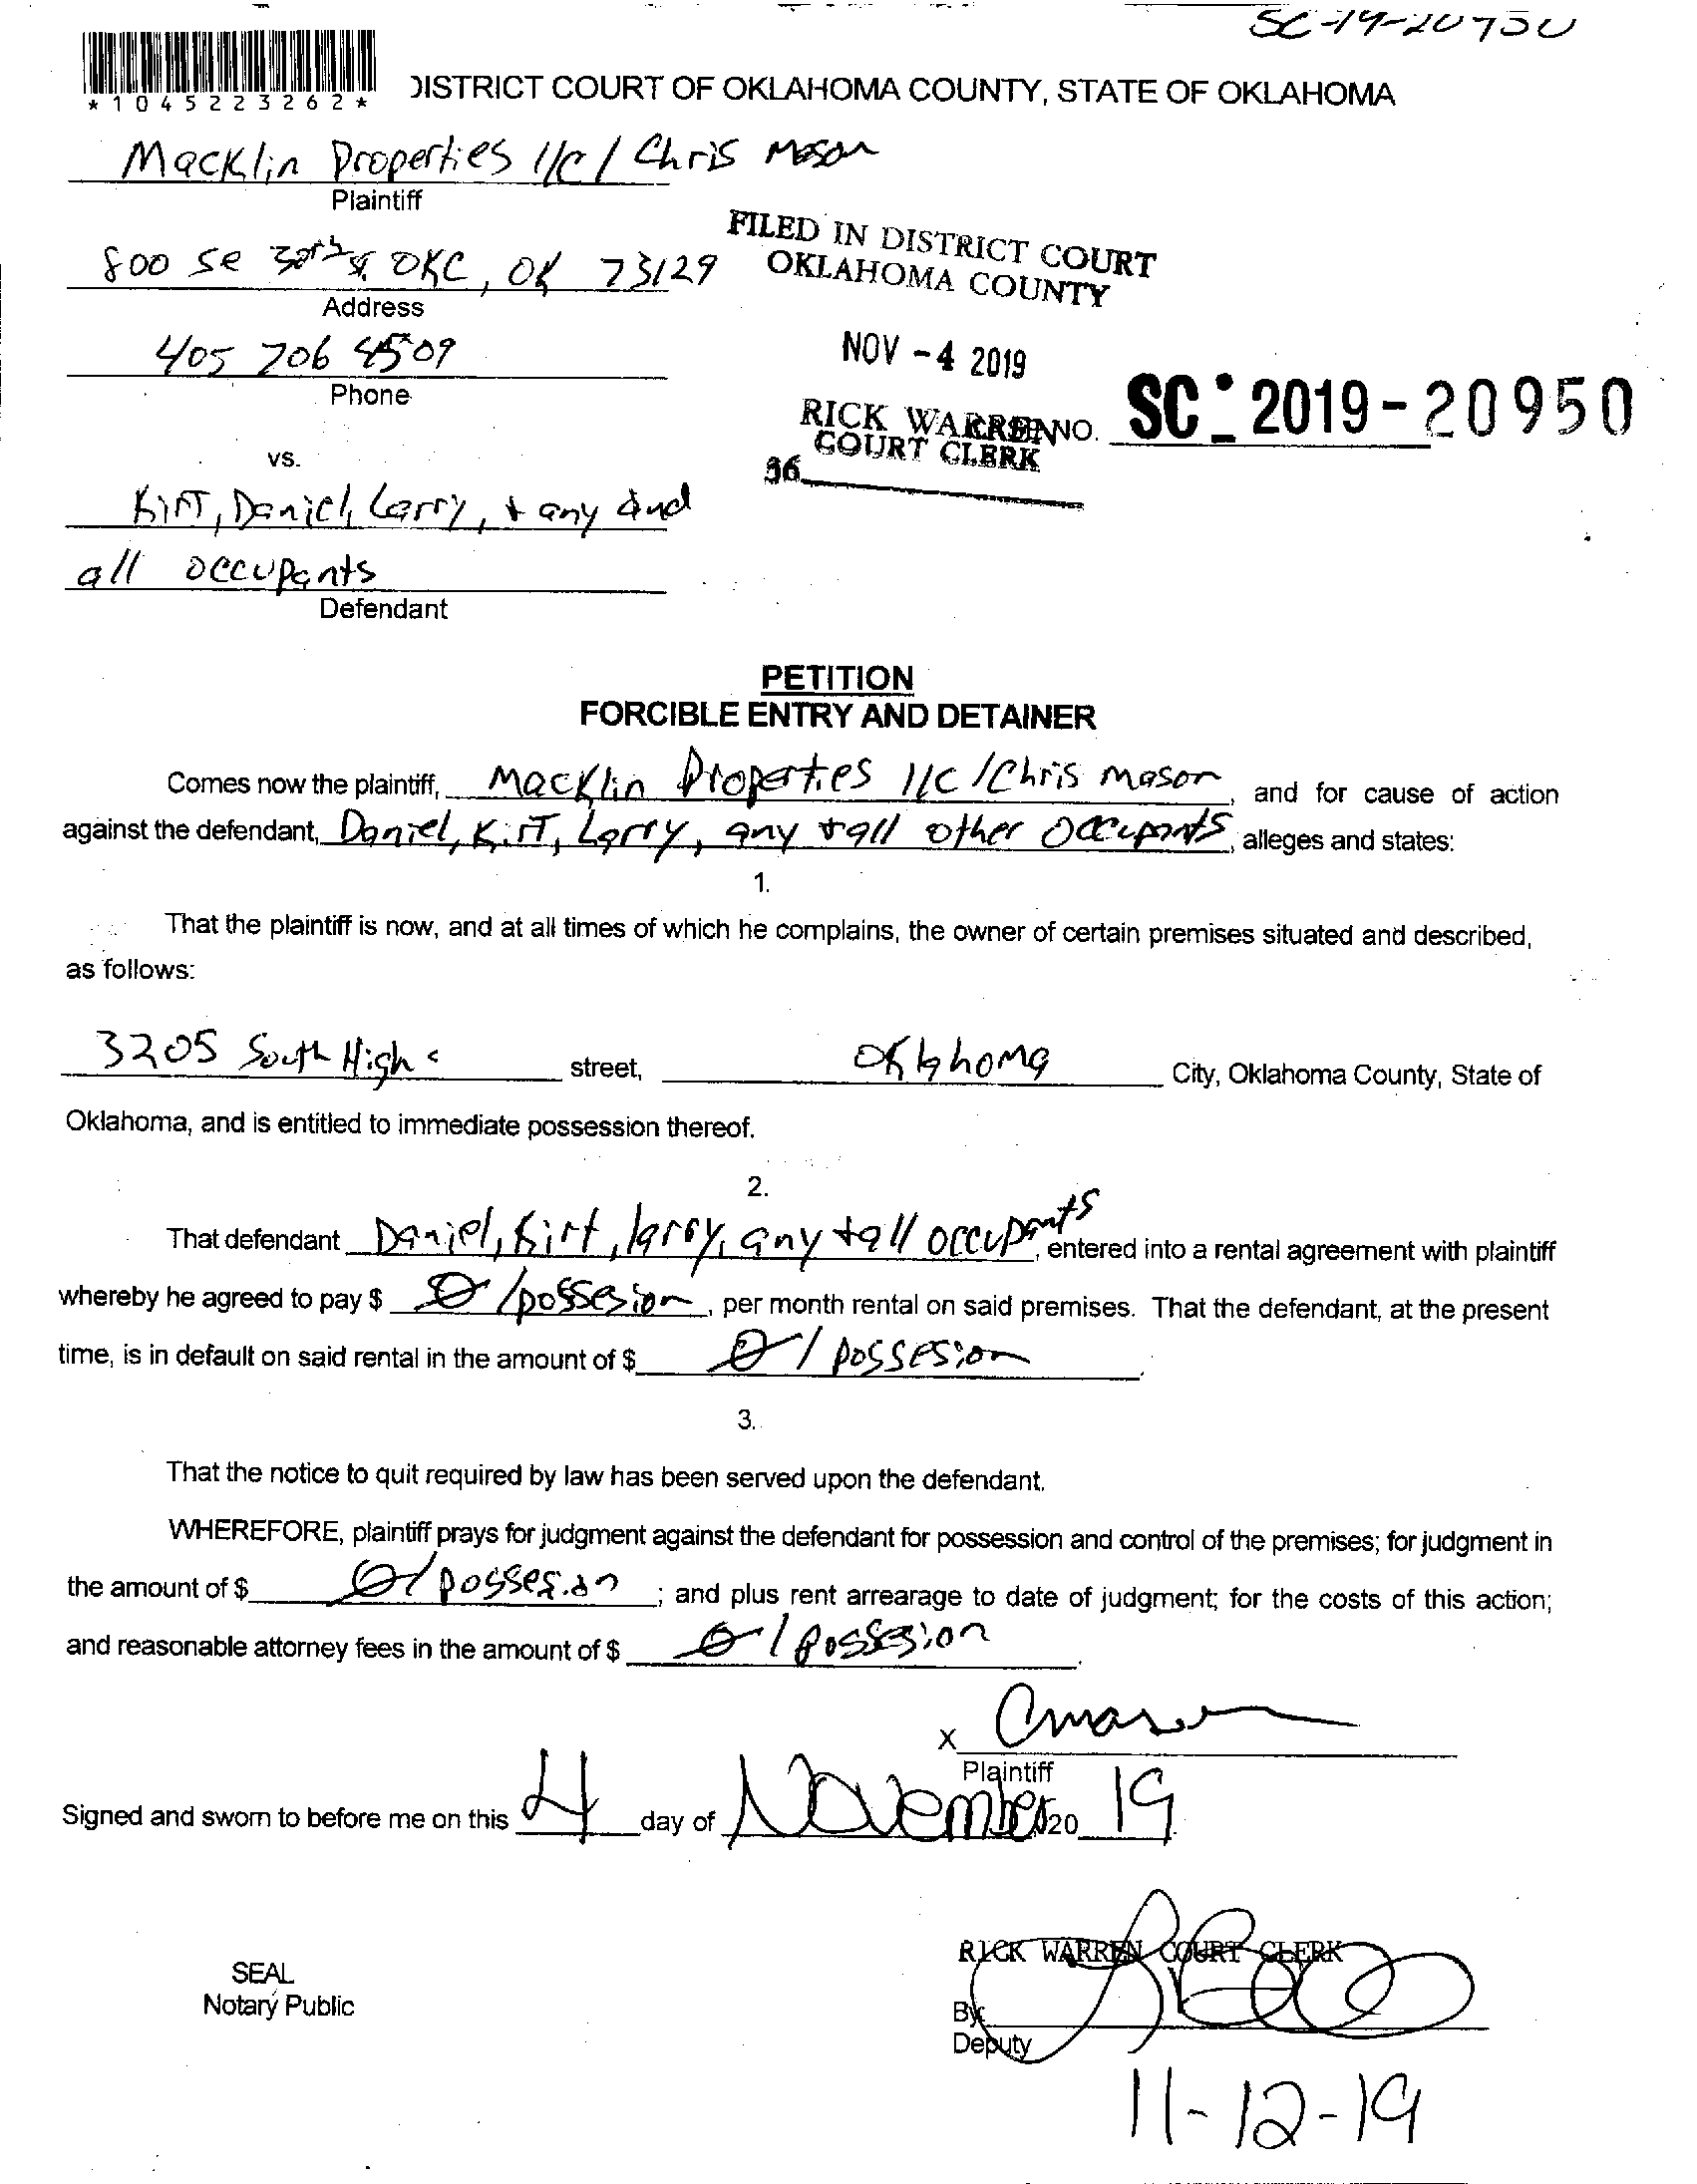 SC-19-20950
*1045223262*
DISTRICT COURT OF OKLAHOMA COUNTY, STATE OF OKLAHOMA
Macklin Properties llc / Chris Mason
Plaintiff
800 SE 30th St. OKC, OK 73129
Address
405 706 4509
Phone
FILED IN DISTRICT COURT
OKLAHOMA COUNTY
NOV -4 2019
RICK WARREN NO. SC - 2019-20950
COURT CLERK
36
vs.
Kirt, Daniel, Larry, + any and
all occupants
Defendant
PETITION
FORCIBLE ENTRY AND DETAINER
Comes now the plaintiff, Macklin Properties llc / Chris Mason, and for cause of action
against the defendant, Daniel, Kirt, Larry, any + all other Occupants, alleges and states:
1.
That the plaintiff is now, and at all times of which he complains, the owner of certain premises situated and described,
as follows:
3205 South High street, Oklahoma City, Oklahoma County, State of
Oklahoma, and is entitled to immediate possession thereof.
2.
That defendant Daniel, Kirt, larry, any + all occupants, entered into a rental agreement with plaintiff
whereby he agreed to pay $ 0 /possesion, per month rental on said premises. That the defendant, at the present
time, is in default on said rental in the amount of $ 0 / possesion.
3.
That the notice to quit required by law has been served upon the defendant.
WHEREFORE, plaintiff prays for judgment against the defendant for possession and control of the premises; for judgment in
the amount of $ 0 / possesion ; and plus rent arrearage to date of judgment; for the costs of this action;
and reasonable attorney fees in the amount of $ 0 / Possesion.
x CMason
Plaintiff
Signed and sworn to before me on this 4 day of November, 20 19.
RICK WARREN COURT CLERK
SEAL
Notary Public
By:
Deputy
11-12-19